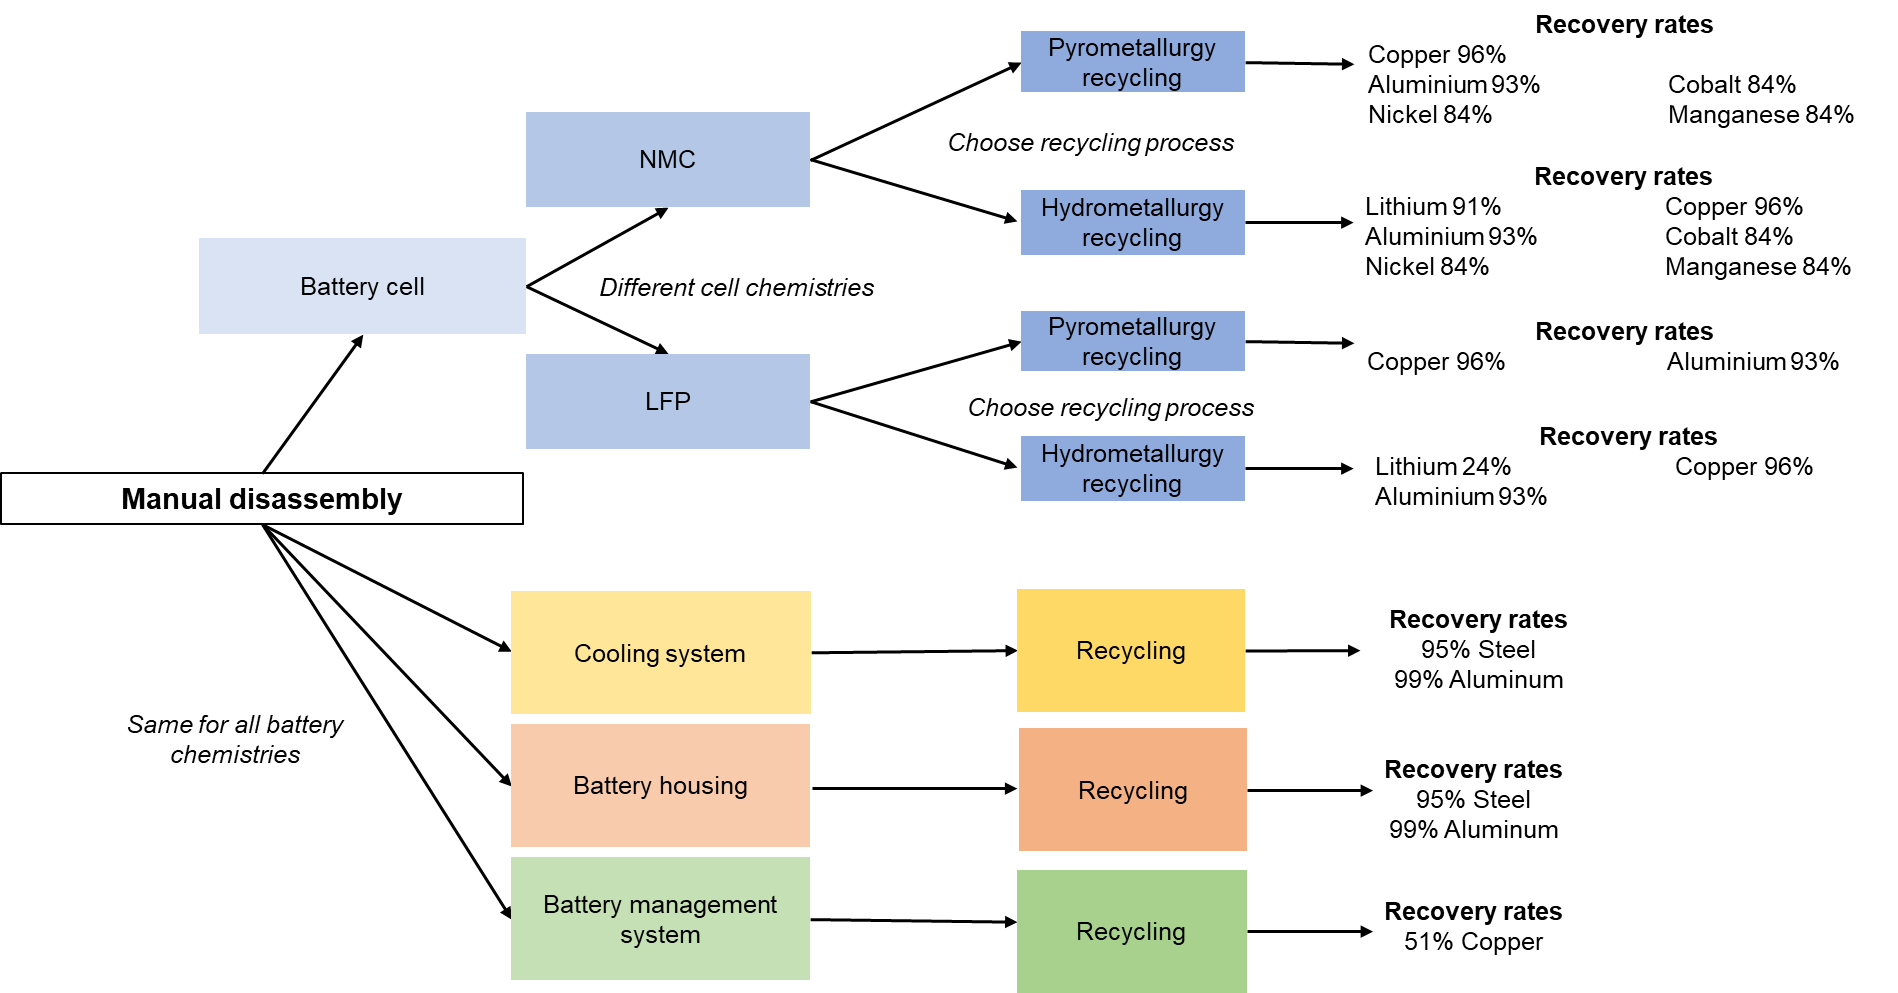 Recovery rates
Copper 96%
Aluminium 93% Cobalt 84%
Nickel 84% Manganese 84%
Pyrometallurgy
recycling
NMC
Choose recycling process
Recovery rates
Lithium 91% Copper 96%
Aluminium 93% Cobalt 84%
Nickel 84% Manganese 84%
Hydrometallurgy
recycling
Battery cell
Different cell chemistries
Pyrometallurgy
recycling
Recovery rates
Copper 96% Aluminium 93%
LFP
Choose recycling process
Recovery rates
Lithium 24% Copper 96%
Aluminium 93%
Hydrometallurgy
recycling
Manual disassembly
Same for all battery
chemistries
Cooling system
Recycling
Recovery rates
95% Steel
99% Aluminum
Battery housing
Recycling
Recovery rates
95% Steel
99% Aluminum
Battery management
system
Recycling
Recovery rates
51% Copper